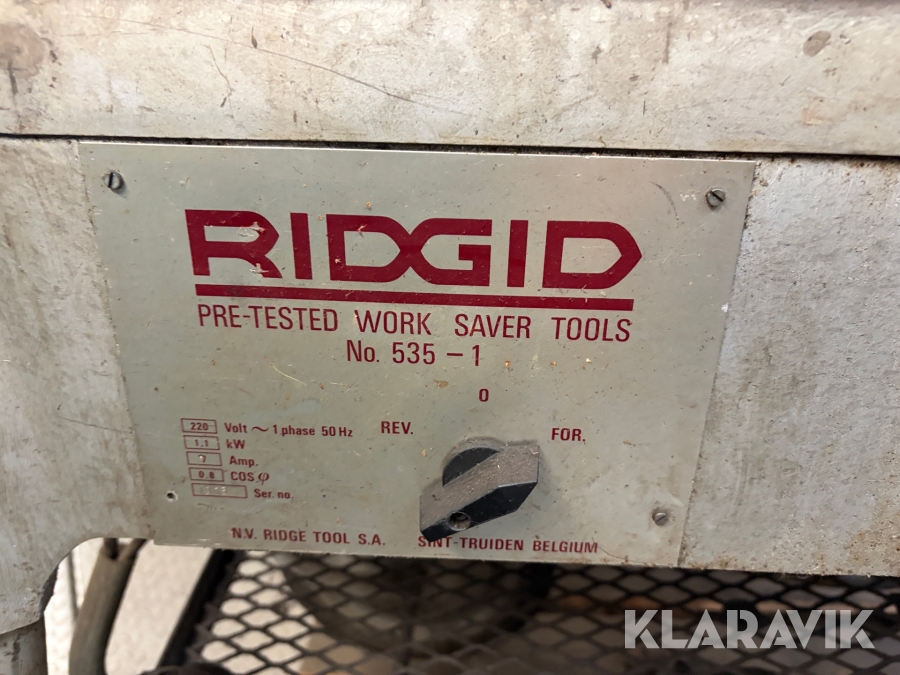 RIDGID
PRE-TESTED WORK SAVER TOOLS
No. 535 – 1
0
REV. FOR.
220 Volt ~ 1 phase 50 Hz
1.1 kW
Amp.
0.8 COS φ
Ser. no.
N.V. RIDGE TOOL S.A. SINT-TRUIDEN BELGIUM
KLARAVIK